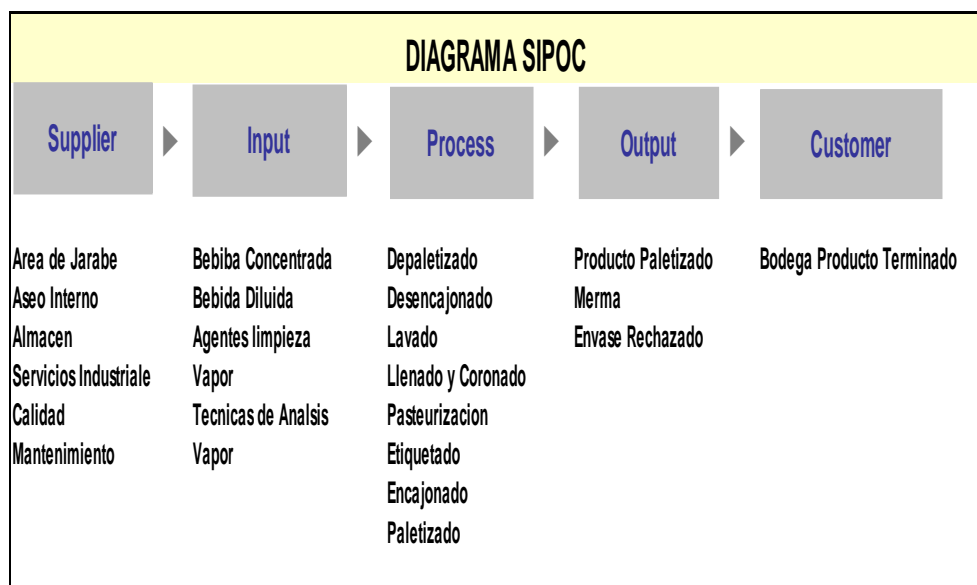 DIAGRAMA SIPOC
Supplier
Input
Process
Output
Customer
Area de Jarabe
Aseo Interno
Almacen
Servicios Industriale
Calidad
Mantenimiento
Bebiba Concentrada
Bebida Diluida
Agentes limpieza
Vapor
Tecnicas de Analsis
Vapor
Depaletizado
Desencajonado
Lavado
Llenado y Coronado
Pasteurizacion
Etiquetado
Encajonado
Paletizado
Producto Paletizado
Merma
Envase Rechazado
Bodega Producto Terminado